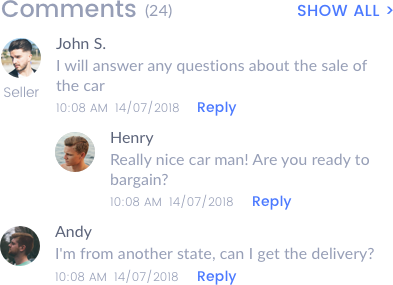 Comments (24) SHOW ALL >
John S.
I will answer any questions about the sale of
the car
Seller
10:08 AM 14/07/2018 Reply
Henry
Really nice car man! Are you ready to
bargain?
10:08 AM 14/07/2018 Reply
Andy
I'm from another state, can I get the delivery?
10:08 AM 14/07/2018 Reply